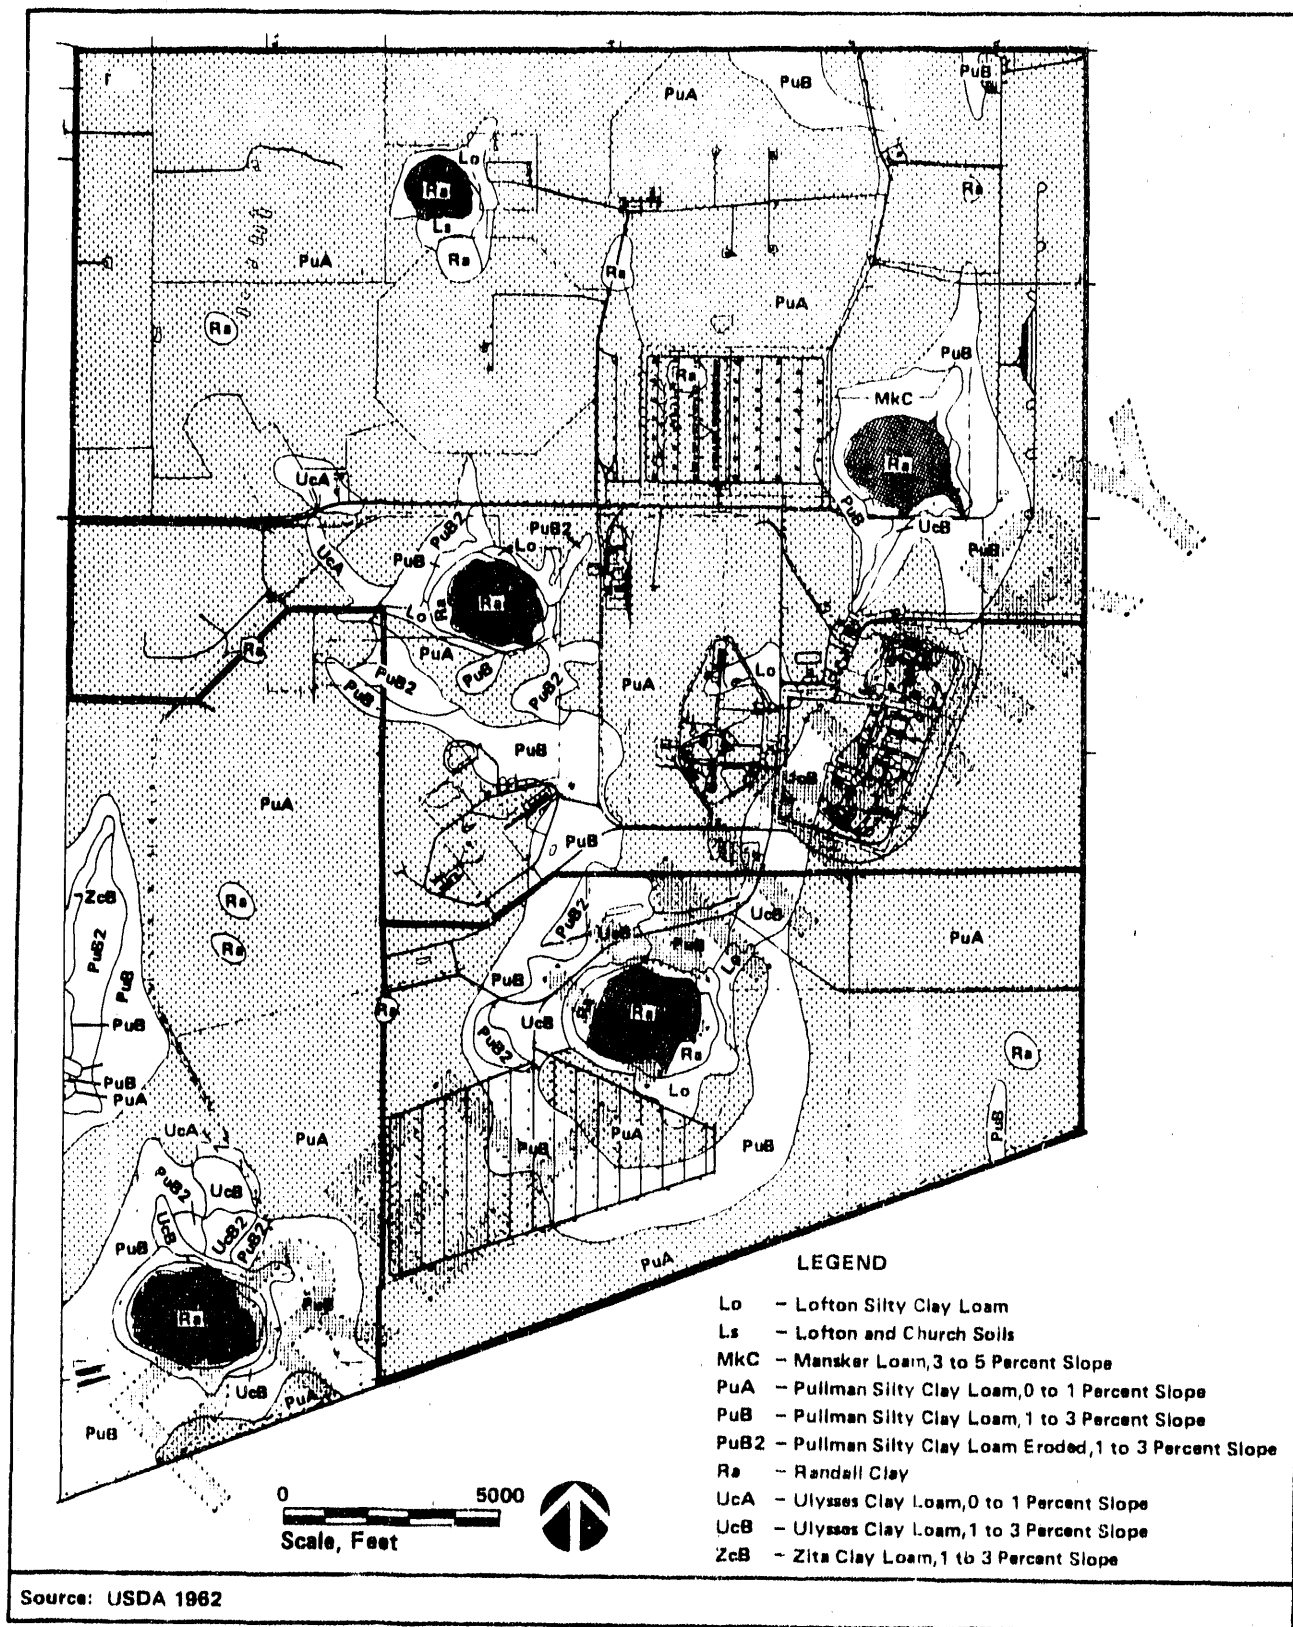 PuA
PuB
PuB
Lo
Ra
Ra
Ls
Ra
PuA
Ra
PuA
Ra
PuB
Ra
MkC
Ra
UcA
PuB
UcB
PuB2
PuB2
PuB
Lo
PuB
UcA
Ra
Ra
Lo
Ra
PuA
PuB2
PuB
PuB
PuB2
PuA
Lo
PuB
UcB
PuA
PuB
ZcB
PuB2
PuB
Ra
Ra
PuB2
UcB
PuB
UcB
PuA
Lo
PuB
Ra
Ra
Ra
UcB
PuB2
Ra
Lo
Ra
PuB
PuB
PuA
UcA
PuA
PuB
PuA
PuB
PuB
PuB2
UcB
UcB
UcB2
PuB2
PuB
PuB
Ra
PuA
UcB
PuA
PuB
LEGEND
Lo – Lofton Silty Clay Loam
Ls – Lofton and Church Soils
MkC – Mansker Loam, 3 to 5 Percent Slope
PuA – Pullman Silty Clay Loam, 0 to 1 Percent Slope
PuB – Pullman Silty Clay Loam, 1 to 3 Percent Slope
PuB2 – Pullman Silty Clay Loam Eroded, 1 to 3 Percent Slope
Ra – Randall Clay
UcA – Ulysses Clay Loam, 0 to 1 Percent Slope
UcB – Ulysses Clay Loam, 1 to 3 Percent Slope
ZcB – Zita Clay Loam, 1 to 3 Percent Slope
0 5000
Scale, Feet
Source: USDA 1962